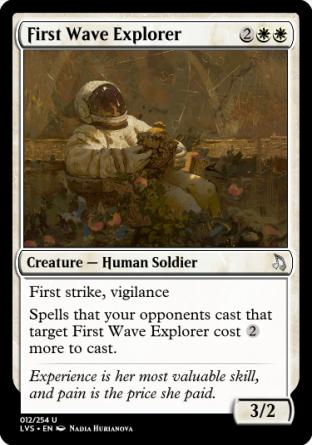 First Wave Explorer 2
Creature — Human Soldier
First strike, vigilance
Spells that your opponents cast that
target First Wave Explorer cost 2
more to cast.
Experience is her most valuable skill,
and pain is the price she paid.
3/2
012/254 U
LVS • EN Nadia Hurianova